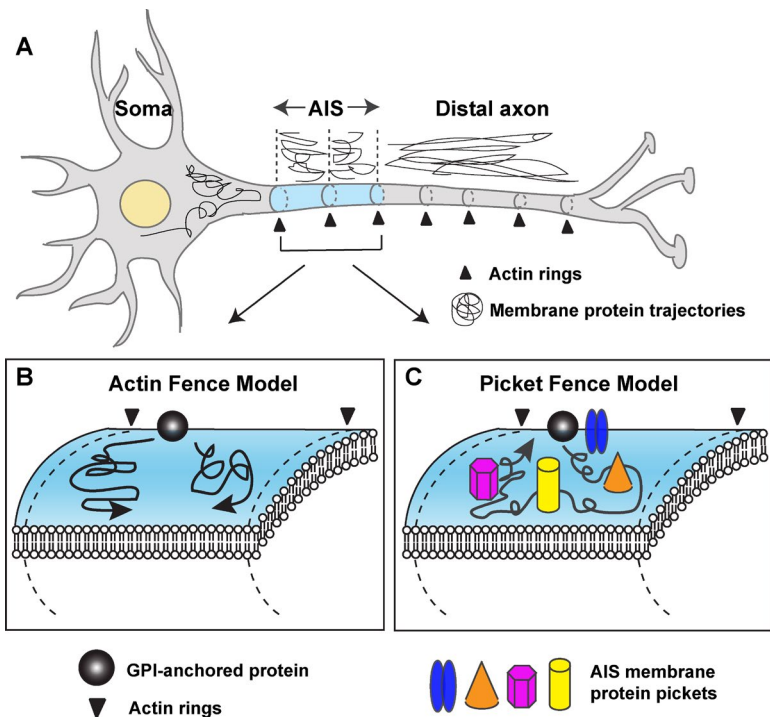 A
Soma
AIS
Distal axon
Actin rings
Membrane protein trajectories
B
Actin Fence Model
C
Picket Fence Model
GPI-anchored protein
Actin rings
AIS membrane
protein pickets